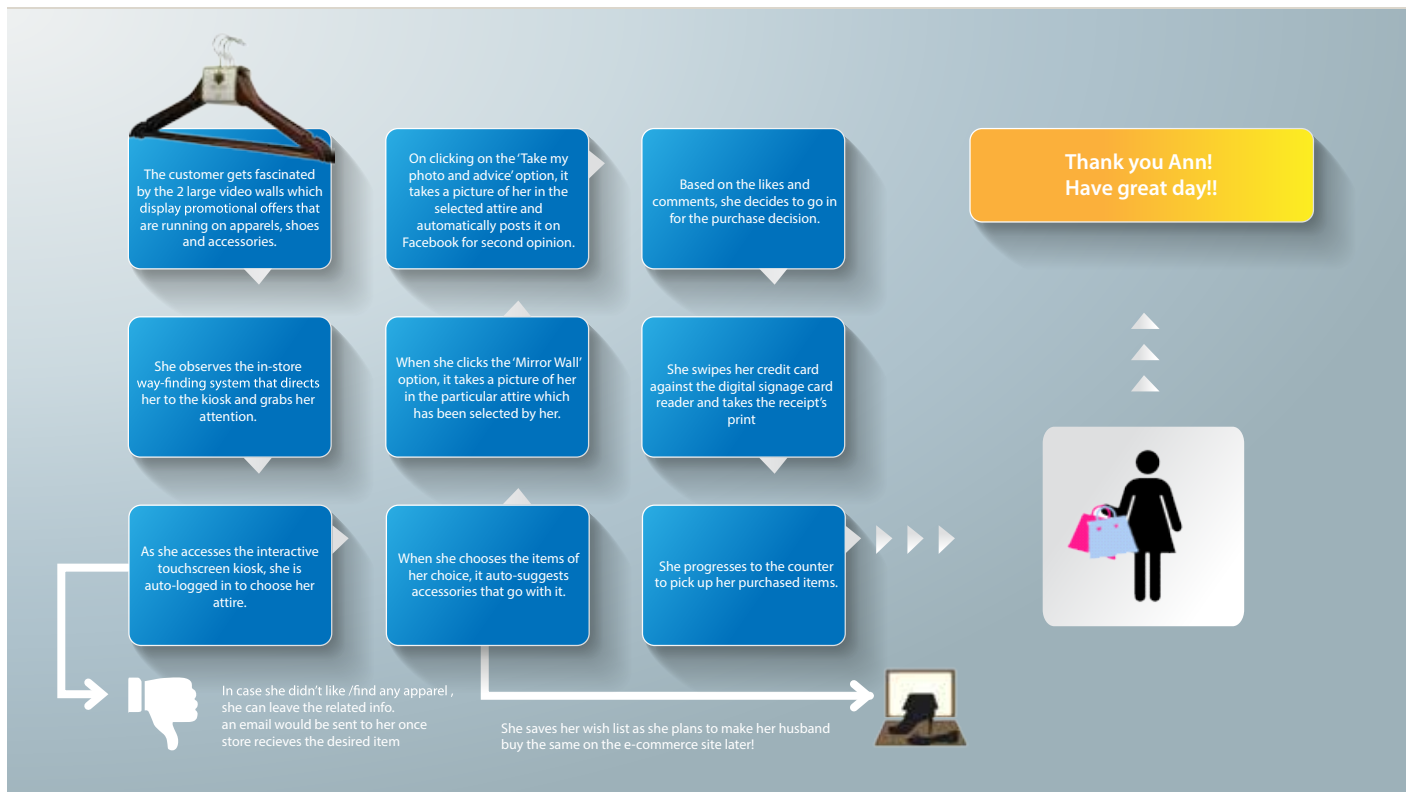 The customer gets fascinated
by the 2 large video walls which
display promotional offers that
are running on apparels, shoes
and accessories.
She observes the in-store
way-finding system that directs
her to the kiosk and grabs her
attention.
As she accesses the interactive
touchscreen kiosk, she is
auto-logged in to choose her
attire.
In case she didn't like /find any apparel ,
she can leave the related info.
an email would be sent to her once
store recieves the desired item
When she chooses the items of
her choice, it auto-suggests
accessories that go with it.
She saves her wish list as she plans to make her husband
buy the same on the e-commerce site later!
When she clicks the 'Mirror Wall'
option, it takes a picture of her
in the particular attire which
has been selected by her.
On clicking on the 'Take my
photo and advice' option, it
takes a picture of her in the
selected attire and
automatically posts it on
Facebook for second opinion.
Based on the likes and
comments, she decides to go in
for the purchase decision.
She swipes her credit card
against the digital signage card
reader and takes the receipt's
print
She progresses to the counter
to pick up her purchased items.
Thank you Ann!
Have great day!!